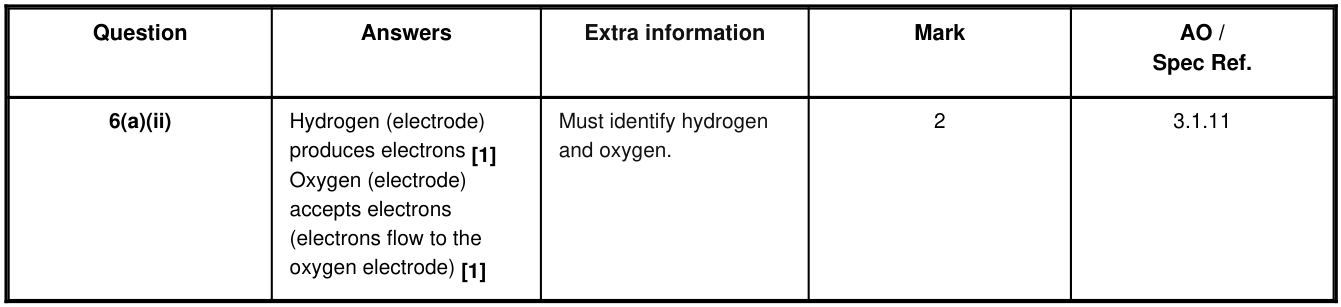 Question
Answers
Extra information
Mark
AO /
Spec Ref.
6(a)(ii)
Hydrogen (electrode)
produces electrons [1]
Oxygen (electrode)
accepts electrons
(electrons flow to the
oxygen electrode) [1]
Must identify hydrogen
and oxygen.
2
3.1.11